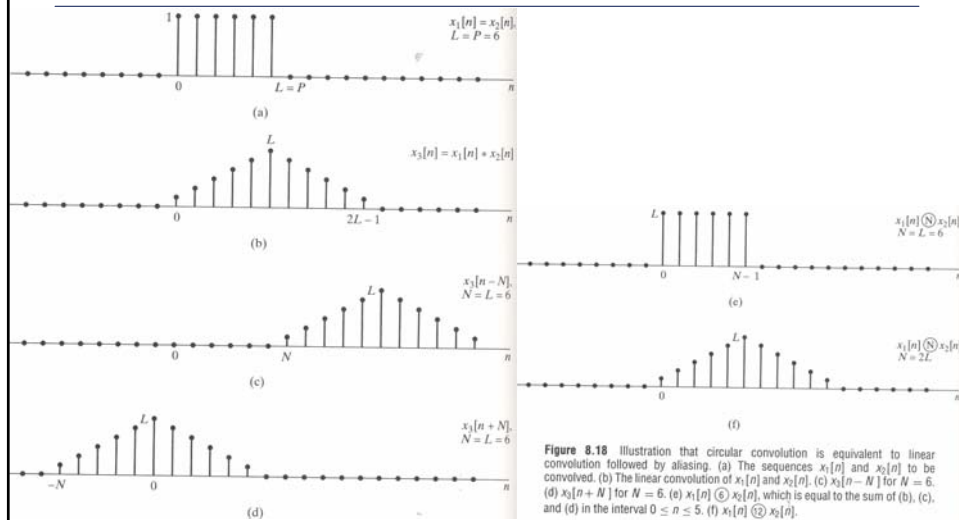 1
x₁[n] = x₂[n],
L = P = 6
0
L = P
n
(a)
L
x₃[n] = x₁[n] * x₂[n]
0
2L – 1
n
(b)
x₃[n – N],
N = L = 6
L
0
N
n
(c)
x₃[n + N],
N = L = 6
L
–N
0
n
(d)
L
x₁[n] Ⓝ x₂[n]
N = L = 6
0
N – 1
n
(e)
L
x₁[n] Ⓝ x₂[n]
N = 2L
0
n
(f)
Figure 8.18 Illustration that circular convolution is equivalent to linear
convolution followed by aliasing. (a) The sequences x₁[n] and x₂[n] to be
convolved. (b) The linear convolution of x₁[n] and x₂[n]. (c) x₃[n – N] for N = 6.
(d) x₃[n + N] for N = 6. (e) x₁[n] ⑥ x₂[n], which is equal to the sum of (b), (c),
and (d) in the interval 0 ≤ n ≤ 5. (f) x₁[n] ⑫ x₂[n].